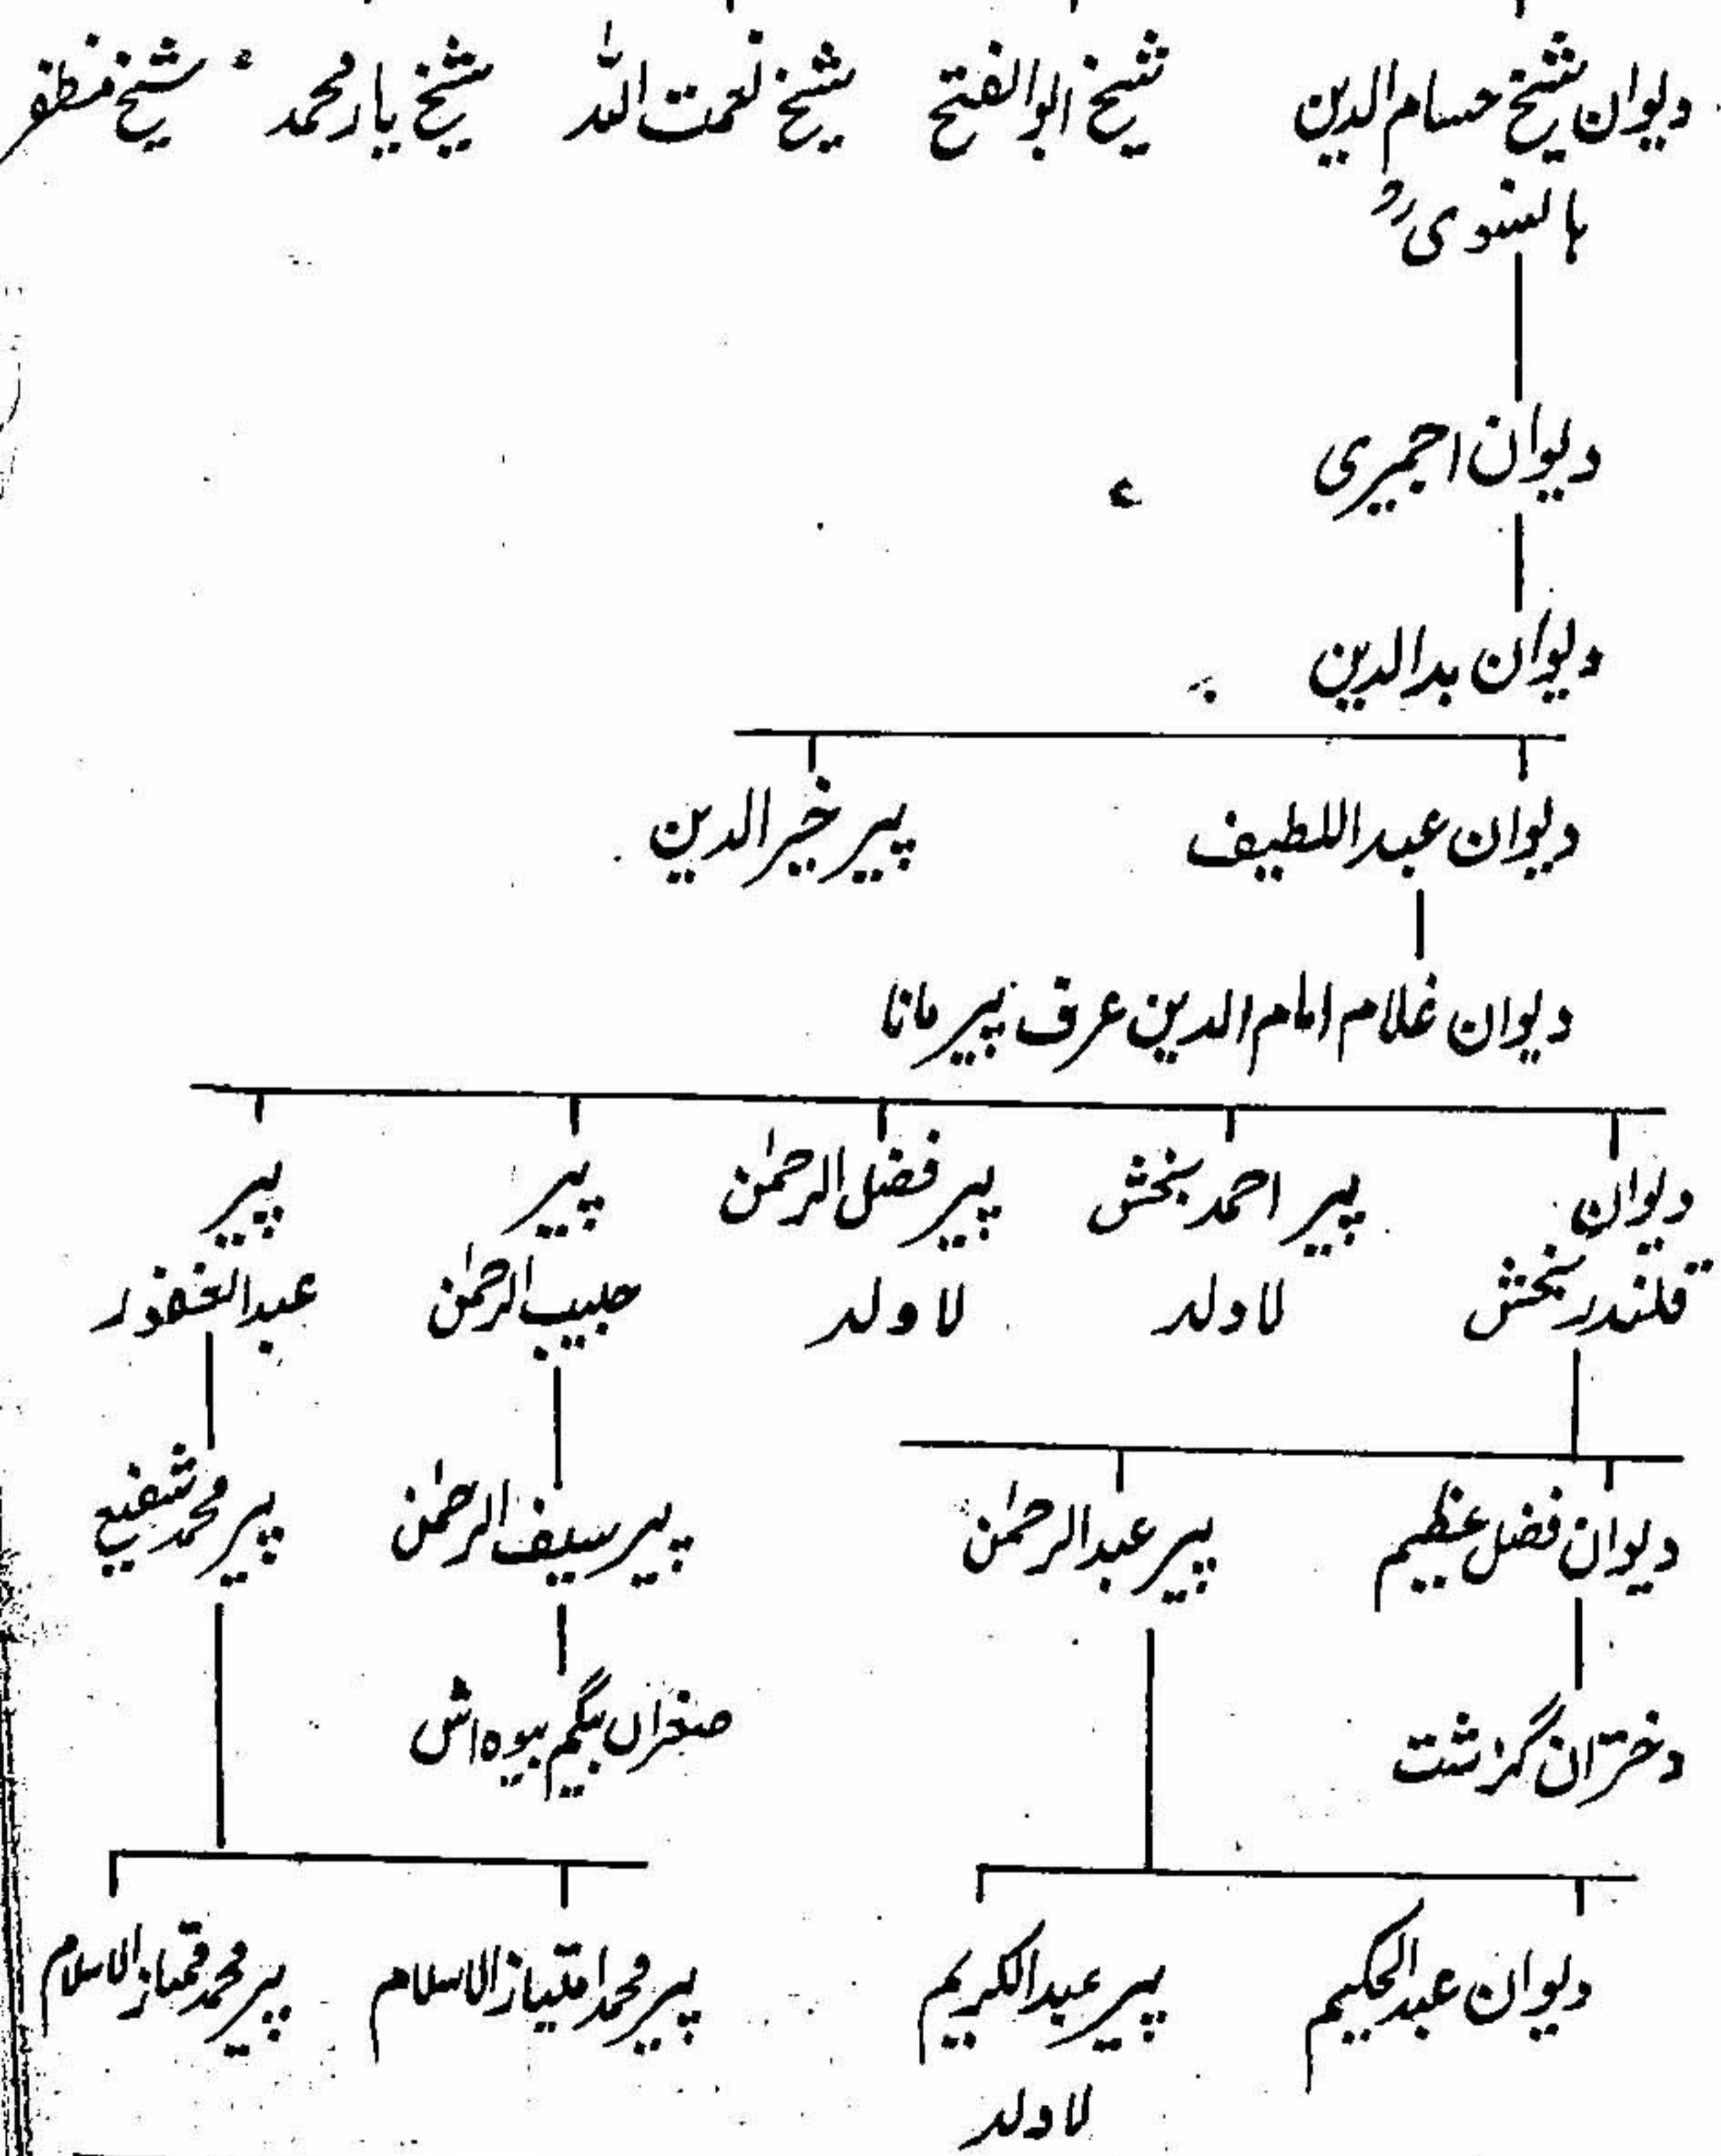 دیوان شیخ حسام الدین شیخ ابوالفتح شیخ نعمت اللہ شیخ یار محمد شیخ مظفر
ہانسوی رح
دیوان اجمیری
دیوان بدالدین
دیوان عبداللطیف پیر خیرالدین
دیوان غلام امام الدین عرف پیر مانا
دیوان پیر احمد بخش پیر فضل الرحمٰن پیر پیر
قلندر بخش لاولد لاولد حبیب الرحمٰن عبدالغفور
دیوان فضل عظیم پیر عبدالرحمٰن پیر سیف الرحمٰن پیر محمد شفیع
دختران گزشت صغراں بیگم بیوہ اش
دیوان عبدالحکیم پیر عبدالکریم پیر محمد امتیاز الاسلام پیر محمد ممتاز الاسلام
لاولد